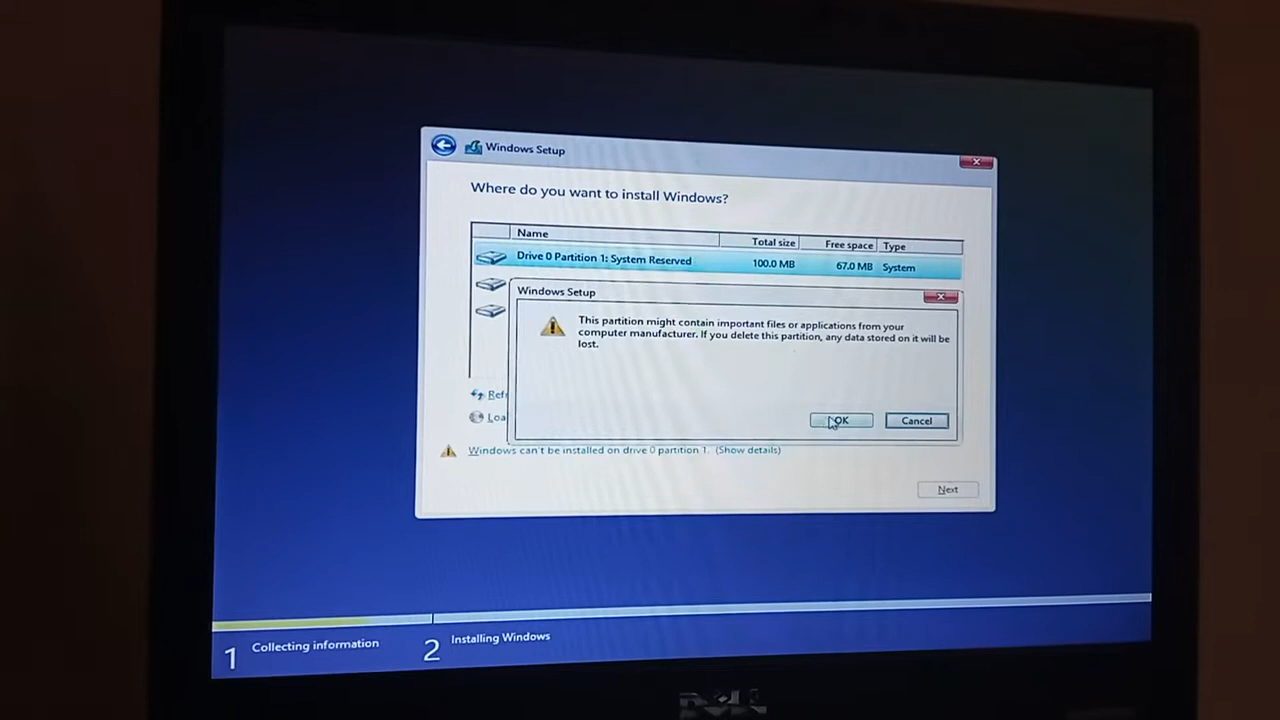 Windows Setup
Where do you want to install Windows?
Name Total size Free space Type
Drive 0 Partition 1: System Reserved 100.0 MB 67.0 MB System
Windows Setup
This partition might contain important files or applications from your
computer manufacturer. If you delete this partition, any data stored on it will be
lost.
Refr
Loa
OK Cancel
Windows can't be installed on drive 0 partition 1. (Show details)
Next
1 Collecting information 2 Installing Windows
DELL